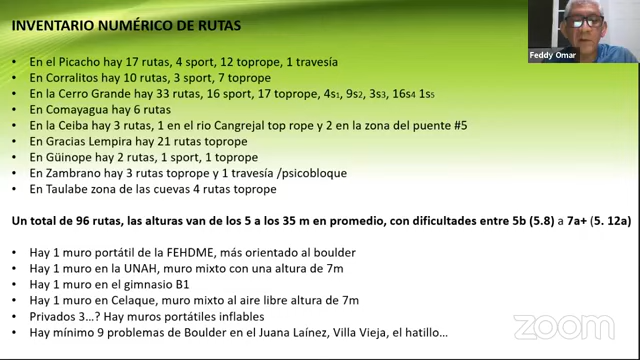 INVENTARIO NUMÉRICO DE RUTAS
Feddy Omar
• En el Picacho hay 17 rutas, 4 sport, 12 toprope, 1 travesía
• En Corralitos hay 10 rutas, 3 sport, 7 toprope
• En la Cerro Grande hay 33 rutas, 16 sport, 17 toprope, 4s1, 9s2, 3s3, 16s4 1s5
• En Comayagua hay 6 rutas
• En la Ceiba hay 3 rutas, 1 en el rio Cangrejal top rope y 2 en la zona del puente #5
• En Gracias Lempira hay 21 rutas toprope
• En Güinope hay 2 rutas, 1 sport, 1 toprope
• En Zambrano hay 3 rutas toprope y 1 travesía /psicobloque
• En Taulabe zona de las cuevas 4 rutas toprope
Un total de 96 rutas, las alturas van de los 5 a los 35 m en promedio, con dificultades entre 5b (5.8) a 7a+ (5. 12a)
• Hay 1 muro portátil de la FEHDME, más orientado al boulder
• Hay 1 muro en la UNAH, muro mixto con una altura de 7m
• Hay 1 muro en el gimnasio B1
• Hay 1 muro en Celaque, muro mixto al aire libre altura de 7m
• Privados 3...? Hay muros portátiles inflables
• Hay mínimo 9 problemas de Boulder en el Juana Laínez, Villa Vieja, el hatillo...
zoom